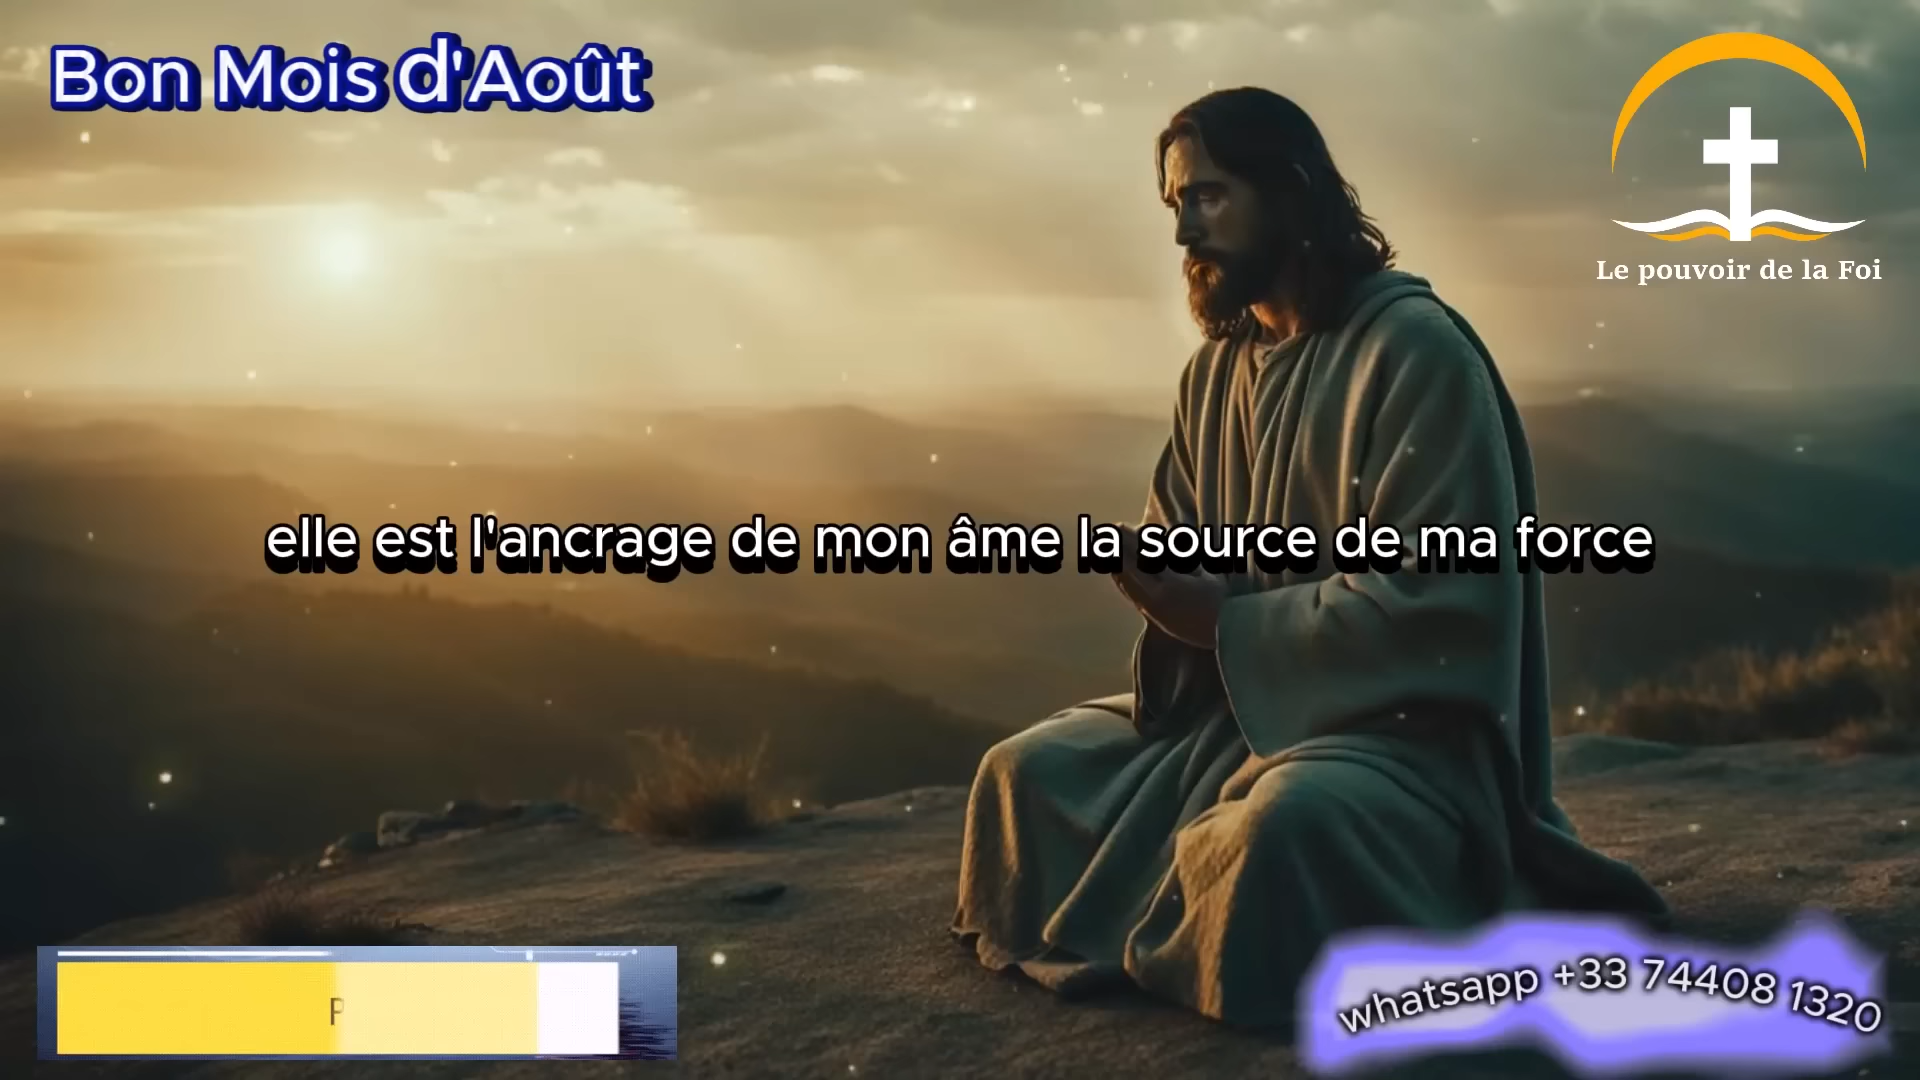 Bon Mois d'Août
Le pouvoir de la Foi
elle est l'ancrage de mon âme la source de ma force
P
whatsapp +33 74408 1320